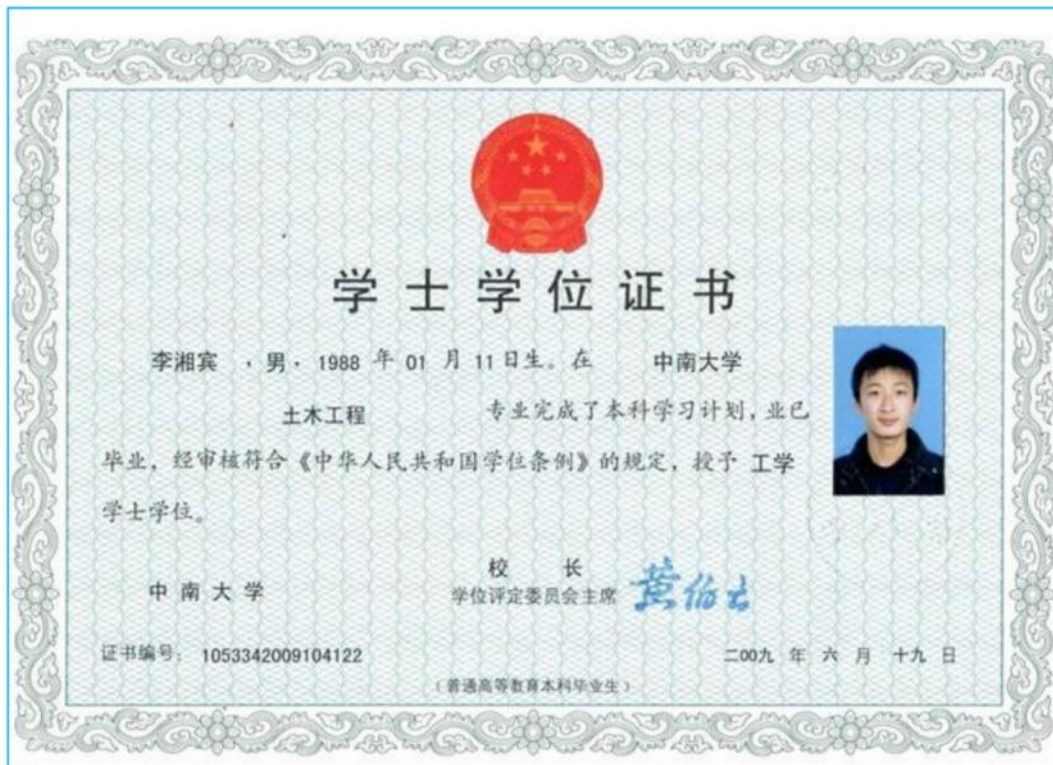 学士学位证书
李湘宾 ,男,1988 年 01 月 11 日生。在 中南大学
土木工程 专业完成了本科学习计划,业已
毕业,经审核符合《中华人民共和国学位条例》的规定,授予 工学
学士学位。
中南大学
校长
学位评定委员会主席 黄伯云
证书编号: 1053342009104122
二00九 年 六 月 十九 日
(普通高等教育本科毕业生)